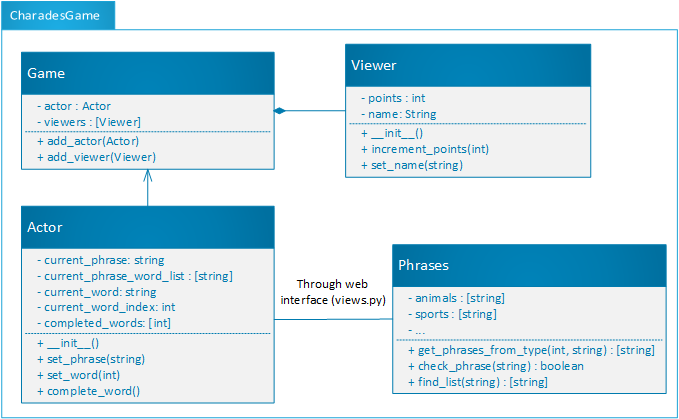 CharadesGame
Game
- actor : Actor
- viewers : [Viewer]
+ add_actor(Actor)
+ add_viewer(Viewer)
Viewer
- points : int
- name: String
+ __init__()
+ increment_points(int)
+ set_name(string)
Actor
- current_phrase: string
- current_phrase_word_list : [string]
- current_word: string
- current_word_index: int
- completed_words: [int]
+ __init__()
+ set_phrase(string)
+ set_word(int)
+ complete_word()
Through web
interface (views.py)
Phrases
- animals : [string]
- sports : [string]
- ...
+ get_phrases_from_type(int, string) : [string]
+ check_phrase(string) : boolean
+ find_list(string) : [string]